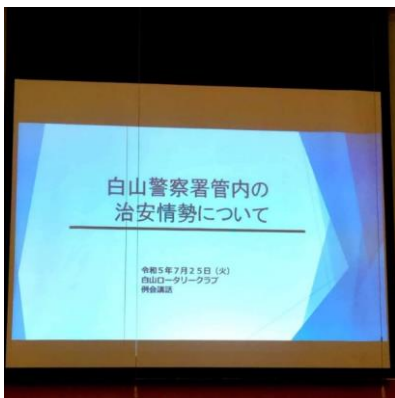 白山警察署管内の
治安情勢について
令和5年7月25日（火）
白山ロータリークラブ
例会講話